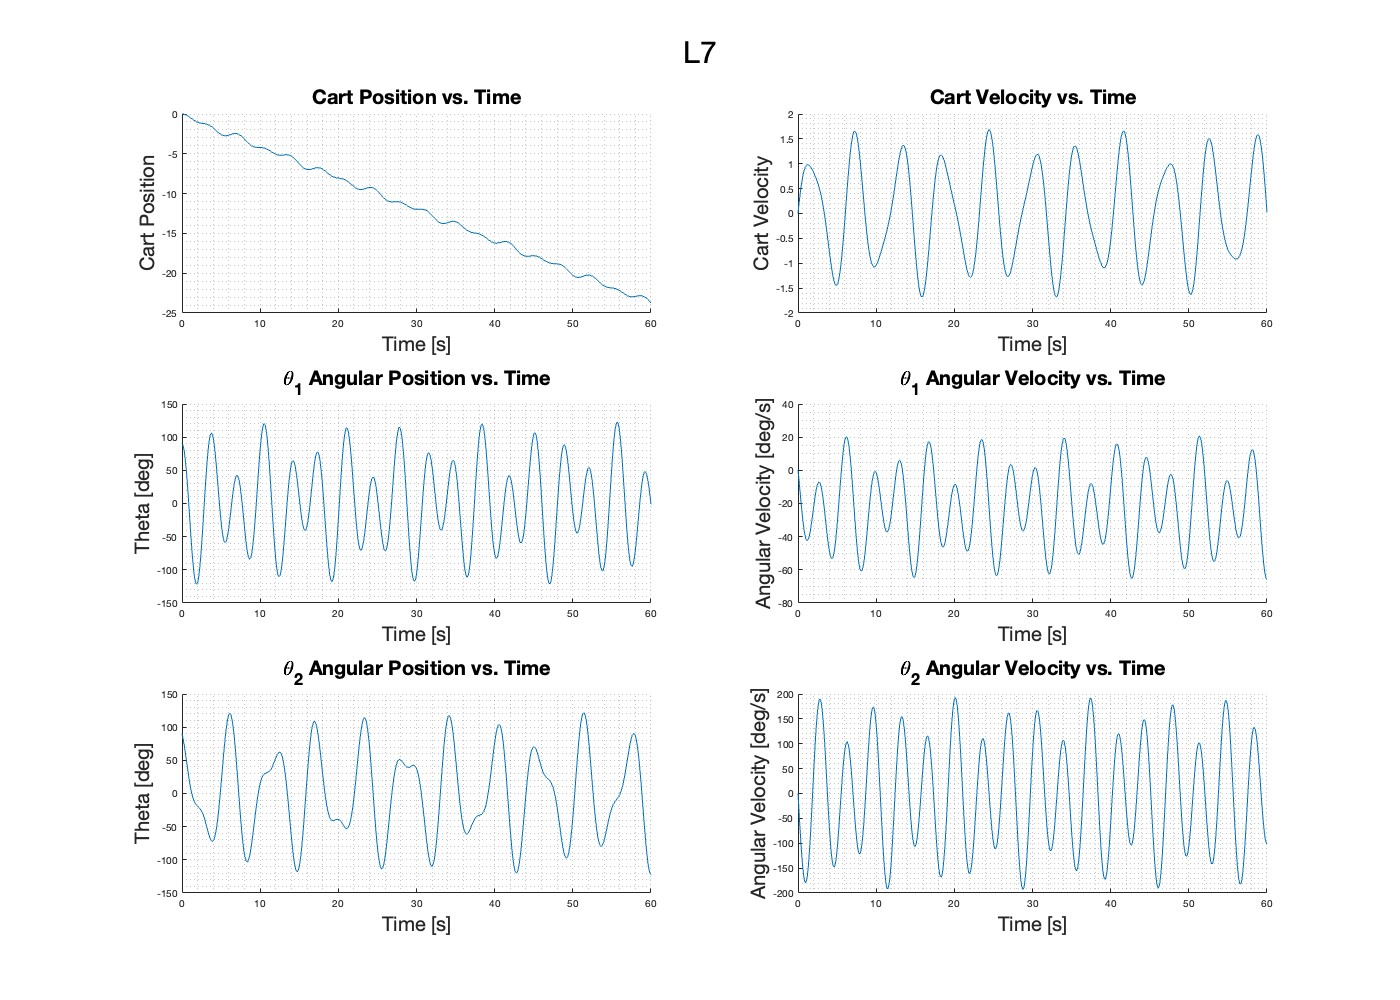 L7
Cart Position vs. Time
Cart Position
0
-5
-10
-15
-20
-25
0 10 20 30 40 50 60
Time [s]
Cart Velocity vs. Time
Cart Velocity
2
1.5
1
0.5
0
-0.5
-1
-1.5
-2
0 10 20 30 40 50 60
Time [s]
θ1 Angular Position vs. Time
Theta [deg]
150
100
50
0
-50
-100
-150
0 10 20 30 40 50 60
Time [s]
θ1 Angular Velocity vs. Time
Angular Velocity [deg/s]
40
20
0
-20
-40
-60
-80
0 10 20 30 40 50 60
Time [s]
θ2 Angular Position vs. Time
Theta [deg]
150
100
50
0
-50
-100
-150
0 10 20 30 40 50 60
Time [s]
θ2 Angular Velocity vs. Time
Angular Velocity [deg/s]
200
150
100
50
0
-50
-100
-150
-200
0 10 20 30 40 50 60
Time [s]